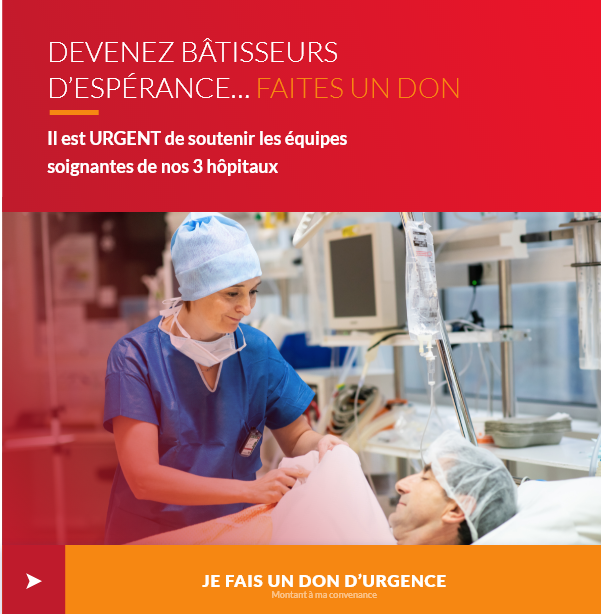 DEVENEZ BÂTISSEURS
D'ESPÉRANCE... FAITES UN DON
Il est URGENT de soutenir les équipes
soignantes de nos 3 hôpitaux
JE FAIS UN DON D'URGENCE
Montant à ma convenance